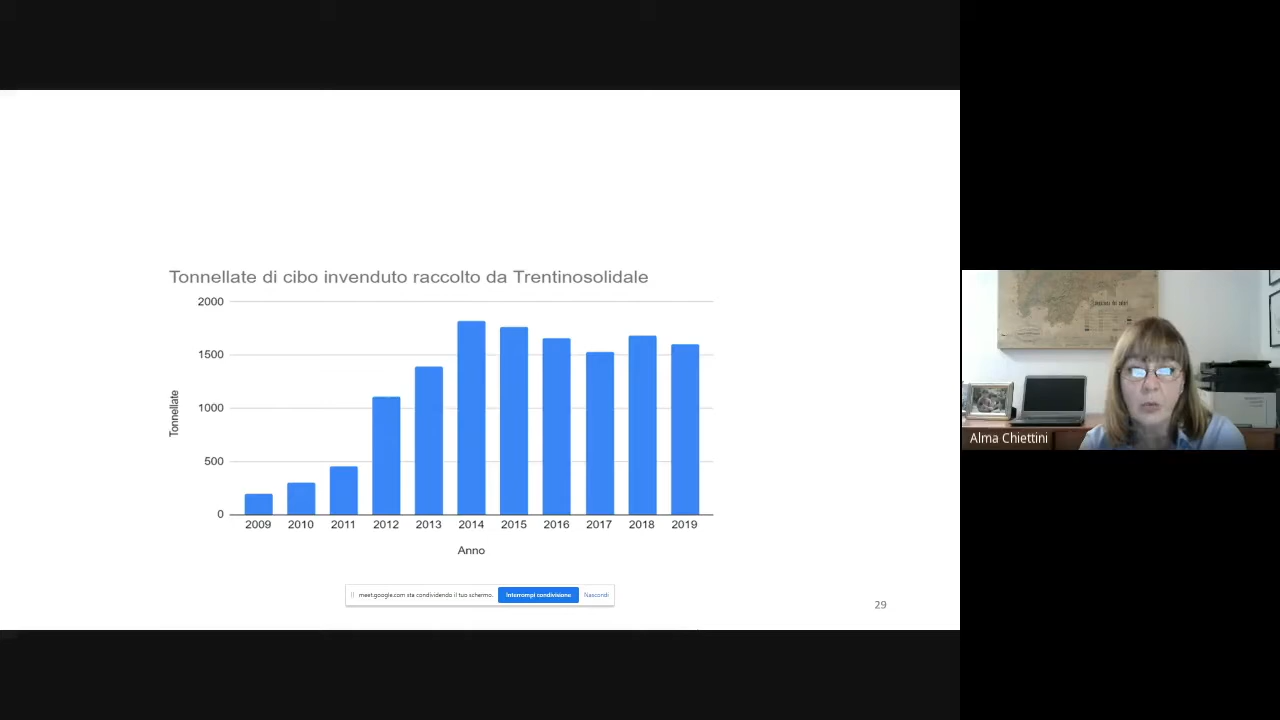 Tonnellate di cibo invenduto raccolto da Trentinosolidale
2000
1500
1000
500
0
Tonnellate
2009 2010 2011 2012 2013 2014 2015 2016 2017 2018 2019
Anno
meet.google.com sta condividendo il tuo schermo. Interrompi condivisione Nascondi
29
Alma Chiettini